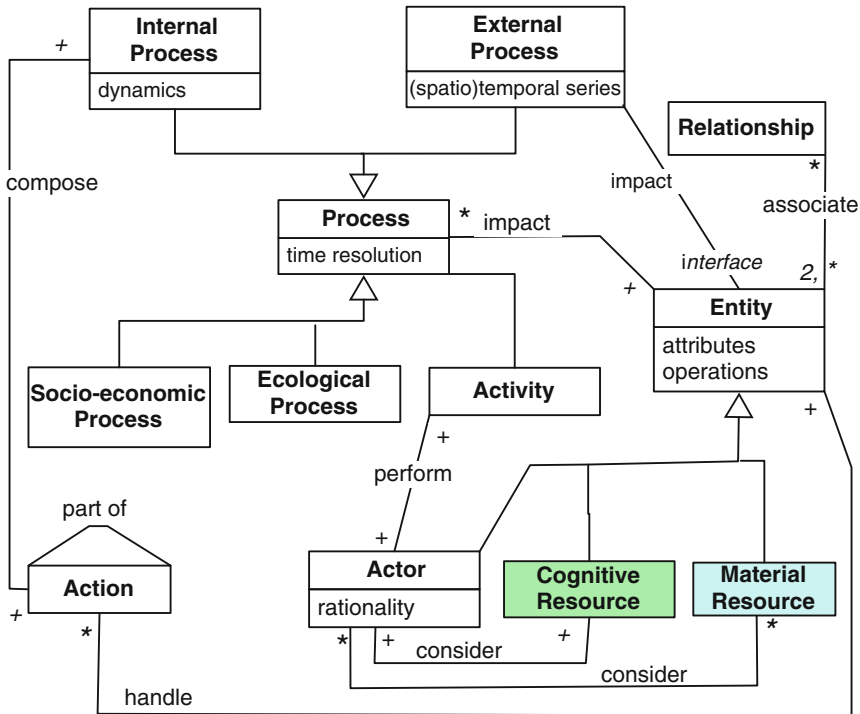 Internal
Process
dynamics
External
Process
(spatio)temporal series
Relationship
+
compose
*
impact
associate
Process
time resolution
*
impact
interface
2, *
+
Entity
attributes
operations
Socio-economic
Process
Ecological
Process
Activity
+
+
perform
part of
+
Action
+
*
Actor
rationality
Cognitive
Resource
Material
Resource
*
+
consider
+
*
consider
handle